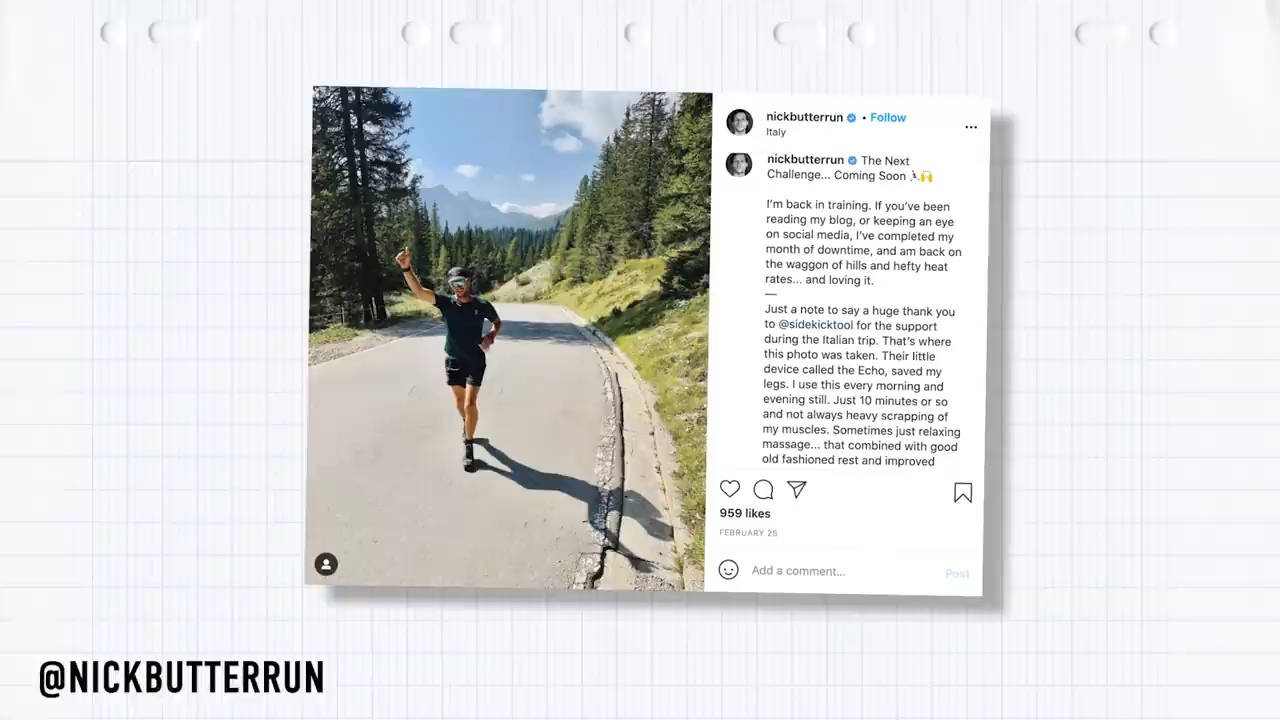 nickbutterrun • Follow
Italy
nickbutterrun The Next
Challenge... Coming Soon 🏃🏻🙌
I'm back in training. If you've been
reading my blog, or keeping an eye
on social media, I've completed my
month of downtime, and am back on
the waggon of hills and hefty heat
rates... and loving it.
—
Just a note to say a huge thank you
to @sidekicktool for the support
during the Italian trip. That's where
this photo was taken. Their little
device called the Echo, saved my
legs. I use this every morning and
evening still. Just 10 minutes or so
and not always heavy scrapping of
my muscles. Sometimes just relaxing
massage... that combined with good
old fashioned rest and improved
959 likes
FEBRUARY 25
Add a comment...
Post
@NICKBUTTERRUN